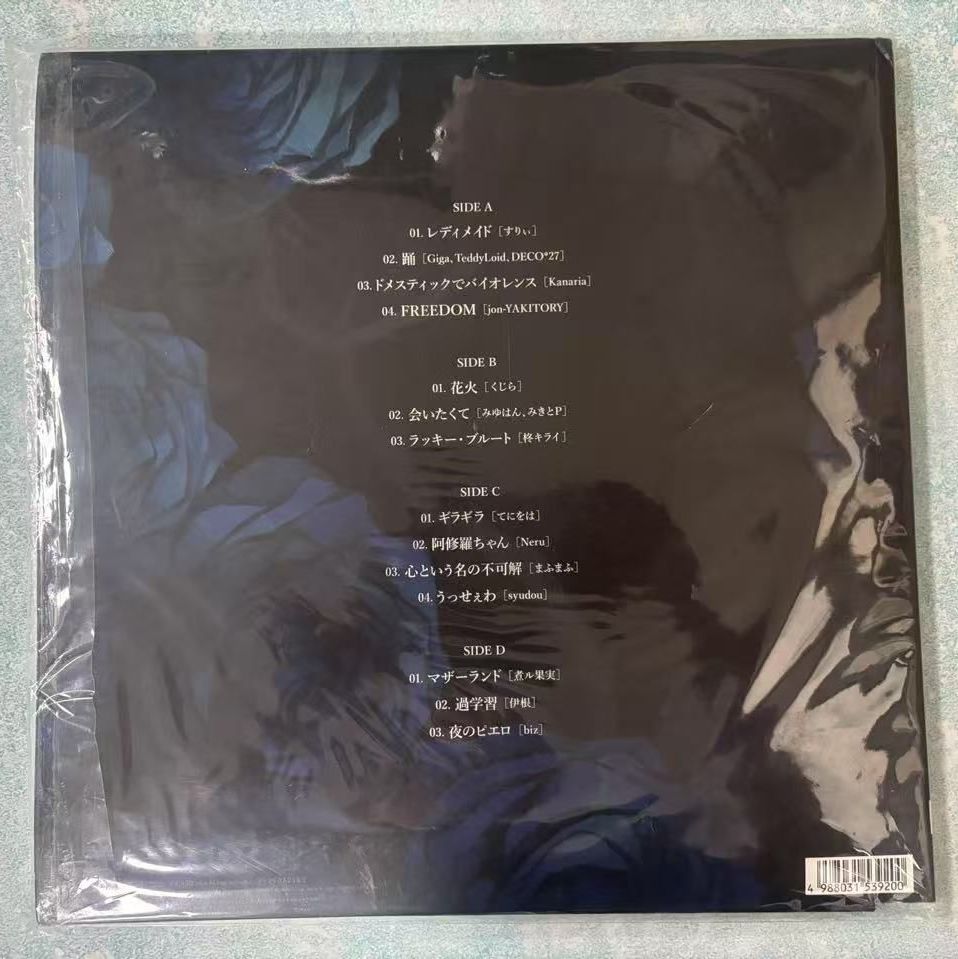 SIDE A
01. レディメイド [すりぃ]
02. 踊 [Giga、TeddyLoid、DECO*27]
03. ドメスティックでバイオレンス [Kanaria]
04. FREEDOM [jon-YAKITORY]
SIDE B
01. 花火 [くじら]
02. 会いたくて [みゆはん、みきとP]
03. ラッキー・ブルート [柊キライ]
SIDE C
01. ギラギラ [てにをは]
02. 阿修羅ちゃん [Neru]
03. 心という名の不可解 [まふまふ]
04. うっせぇわ [syudou]
SIDE D
01. マザーランド [煮ル果実]
02. 過学習 [伊根]
03. 夜のピエロ [biz]
4 988031 539200